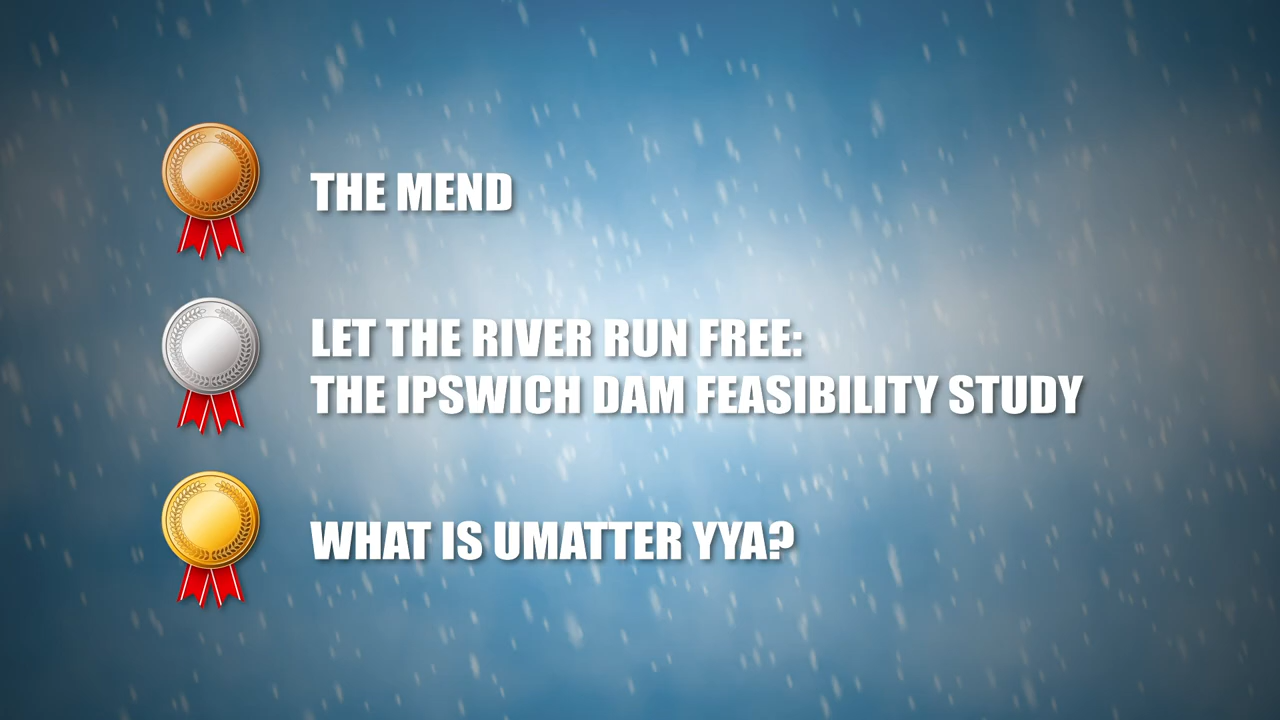 THE MEND
LET THE RIVER RUN FREE:
THE IPSWICH DAM FEASIBILITY STUDY
WHAT IS UMATTER YYA?